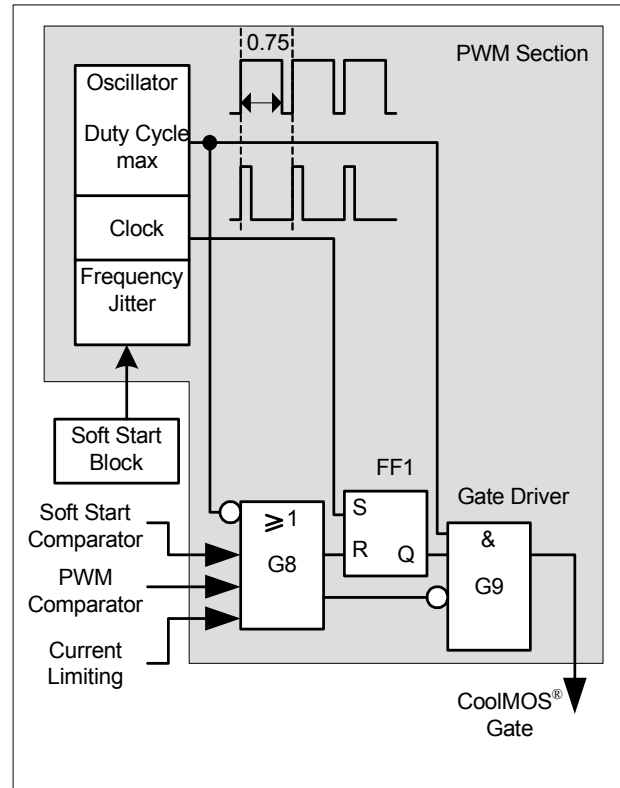 0.75
PWM Section
Oscillator
Duty Cycle
max
Clock
Frequency
Jitter
Soft Start
Block
FF1
Gate Driver
Soft Start
Comparator
PWM
Comparator
Current
Limiting
⩾1
G8
S
R
Q
&
G9
CoolMOS®
Gate